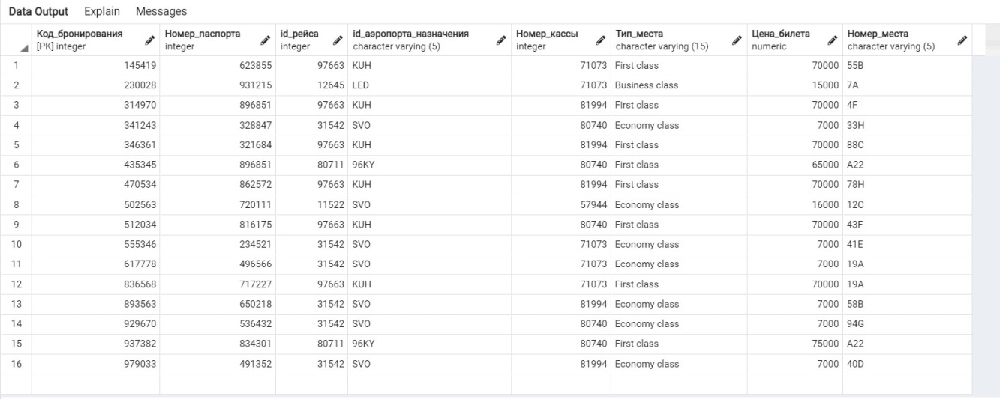 Data Output Explain Messages
Код_бронирования Номер_паспорта id_рейса id_аэропорта_назначения Номер_кассы Тип_места Цена_билета Номер_места
[PK] integer integer integer character varying (5) integer character varying (15) numeric character varying (5)
1 145419 623855 97663 KUH 71073 First class 70000 55B
2 230028 931215 12645 LED 71073 Business class 15000 7A
3 314970 896851 97663 KUH 81994 First class 70000 4F
4 341243 328847 31542 SVO 80740 Economy class 7000 33H
5 346361 321684 97663 KUH 81994 First class 70000 88C
6 435345 896851 80711 96KY 80740 First class 65000 A22
7 470534 862572 97663 KUH 81994 First class 70000 78H
8 502563 720111 11522 SVO 57944 Economy class 16000 12C
9 512034 816175 97663 KUH 80740 First class 70000 43F
10 555346 234521 31542 SVO 71073 Economy class 7000 41E
11 617778 496566 31542 SVO 71073 Economy class 7000 19A
12 836568 717227 97663 KUH 71073 First class 70000 19A
13 893563 650218 31542 SVO 81994 Economy class 7000 58B
14 929670 536432 31542 SVO 80740 Economy class 7000 94G
15 937382 834301 80711 96KY 80740 First class 75000 A22
16 979033 491352 31542 SVO 81994 Economy class 7000 40D